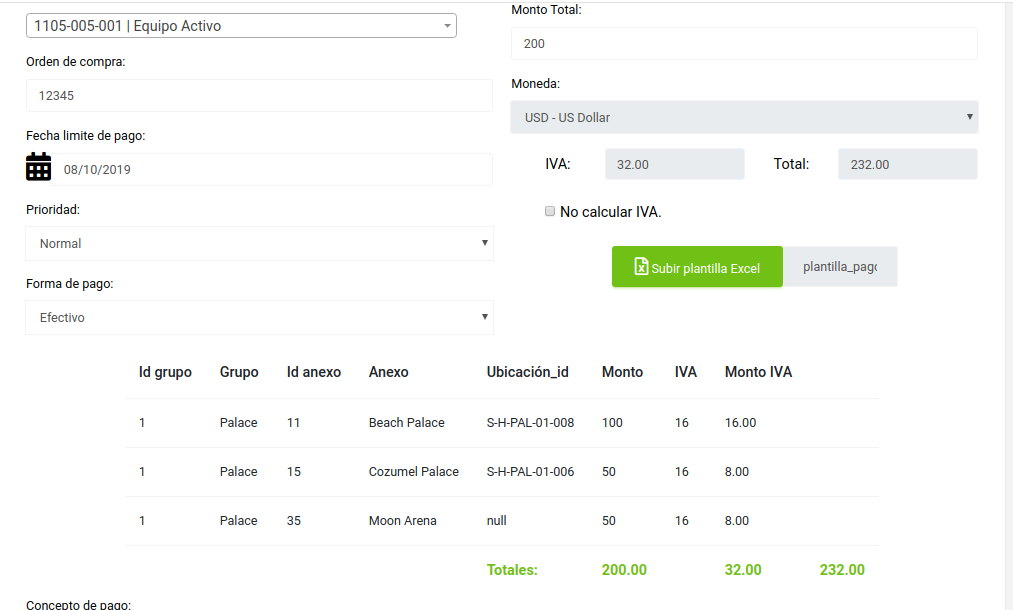 1105-005-001 | Equipo Activo
Orden de compra:
12345
Fecha limite de pago:
08/10/2019
Prioridad:
Normal
Forma de pago:
Efectivo
Monto Total:
200
Moneda:
USD - US Dollar
IVA: 32.00 Total: 232.00
No calcular IVA.
Subir plantilla Excel plantilla_pago
Id grupo Grupo Id anexo Anexo Ubicación_id Monto IVA Monto IVA
1 Palace 11 Beach Palace S-H-PAL-01-008 100 16 16.00
1 Palace 15 Cozumel Palace S-H-PAL-01-006 50 16 8.00
1 Palace 35 Moon Arena null 50 16 8.00
Totales: 200.00 32.00 232.00
Concepto de pago: